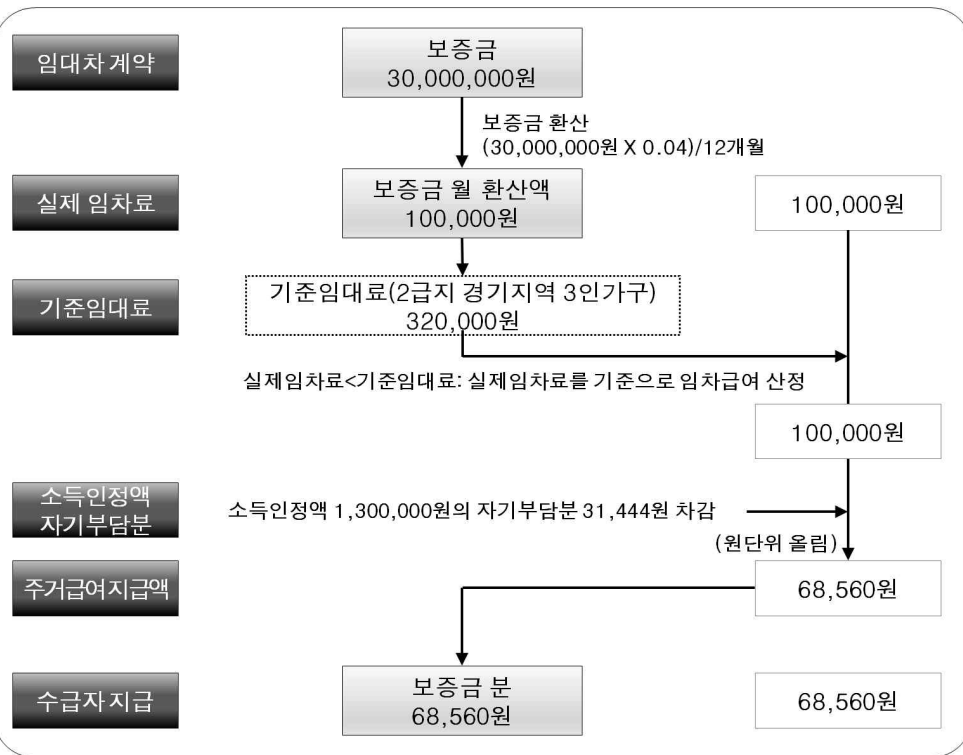 임대차 계약
보증금
30,000,000원
보증금 환산
(30,000,000원 X 0.04)/12개월
실제 임차료
보증금 월 환산액
100,000원
100,000원
기준임대료
기준임대료(2급지 경기지역 3인가구)
320,000원
실제임차료<기준임대료: 실제임차료를 기준으로 임차급여 산정
100,000원
소득인정액
자기부담분
소득인정액 1,300,000원의 자기부담분 31,444원 차감
(원단위 올림)
주거급여지급액
68,560원
수급자 지급
보증금 분
68,560원
68,560원